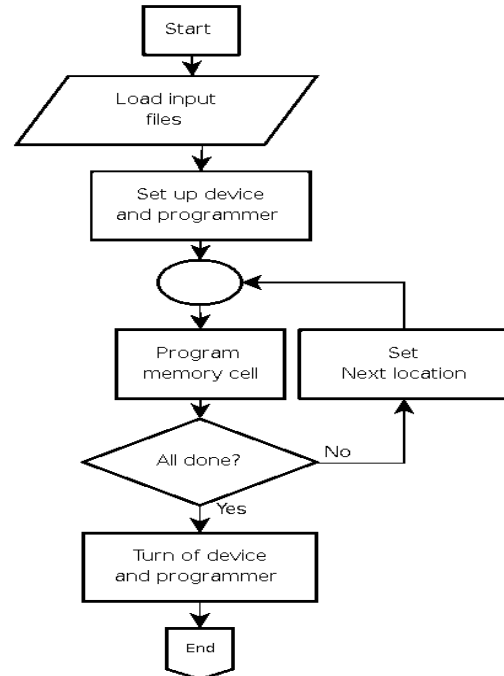 Start
Load input
files
Set up device
and programmer
Program
memory cell
Set
Next location
All done?
No
Yes
Turn of device
and programmer
End